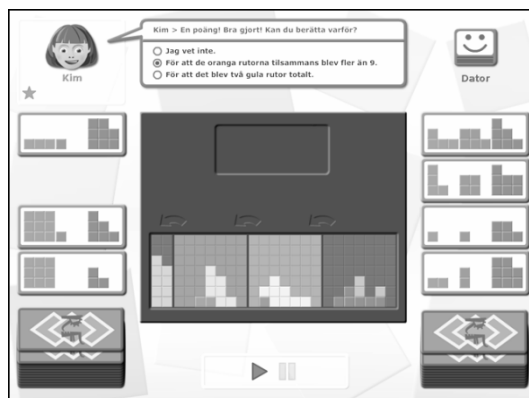 Kim > En poäng! Bra gjort! Kan du berätta varför?
Jag vet inte.
För att de oranga rutorna tilsammans blev fler än 9.
För att det blev två gula rutor totalt.
Kim
Dator